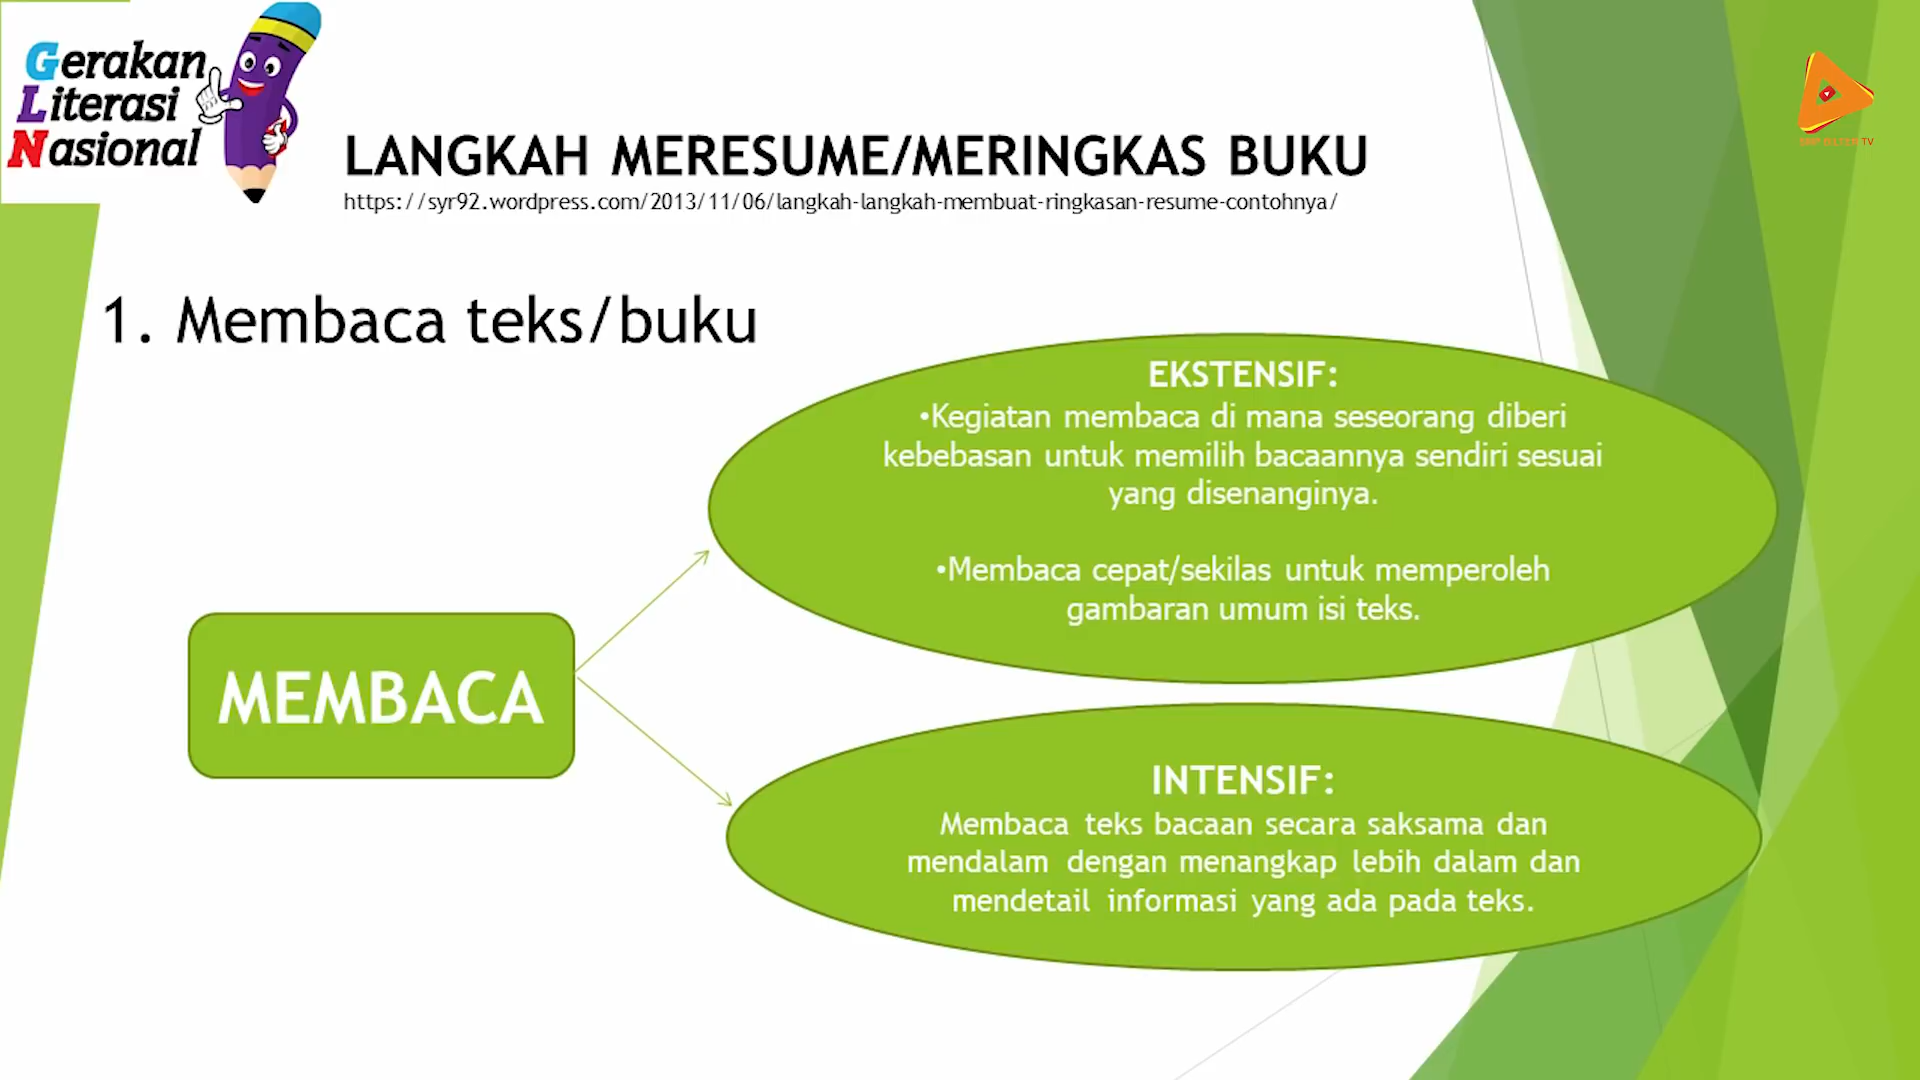 Gerakan
Literasi
Nasional
LANGKAH MERESUME/MERINGKAS BUKU
https://syr92.wordpress.com/2013/11/06/langkah-langkah-membuat-ringkasan-resume-contohnya/
1. Membaca teks/buku
EKSTENSIF:
•Kegiatan membaca di mana seseorang diberi
kebebasan untuk memilih bacaannya sendiri sesuai
yang disenanginya.
•Membaca cepat/sekilas untuk memperoleh
gambaran umum isi teks.
MEMBACA
INTENSIF:
Membaca teks bacaan secara saksama dan
mendalam dengan menangkap lebih dalam dan
mendetail informasi yang ada pada teks.
TV